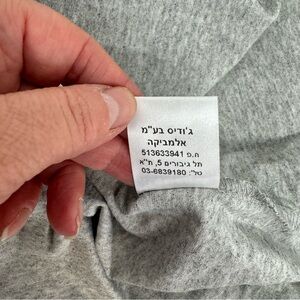 ג'ודיס בע"מ
אלמביקה
ח.פ 513633941
תל גיבורים 5, ת"א
טל': 03-6839180